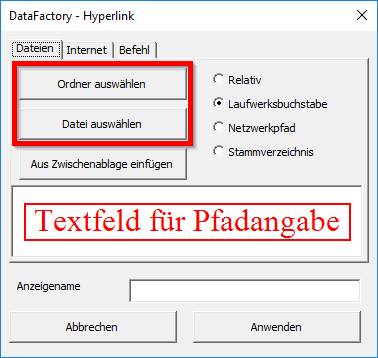 DataFactory - Hyperlink
Dateien Internet Befehl
Ordner auswählen
Datei auswählen
Aus Zwischenablage einfügen
Relativ
Laufwerksbuchstabe
Netzwerkpfad
Stammverzeichnis
Textfeld für Pfadangabe
Anzeigename
Abbrechen Anwenden